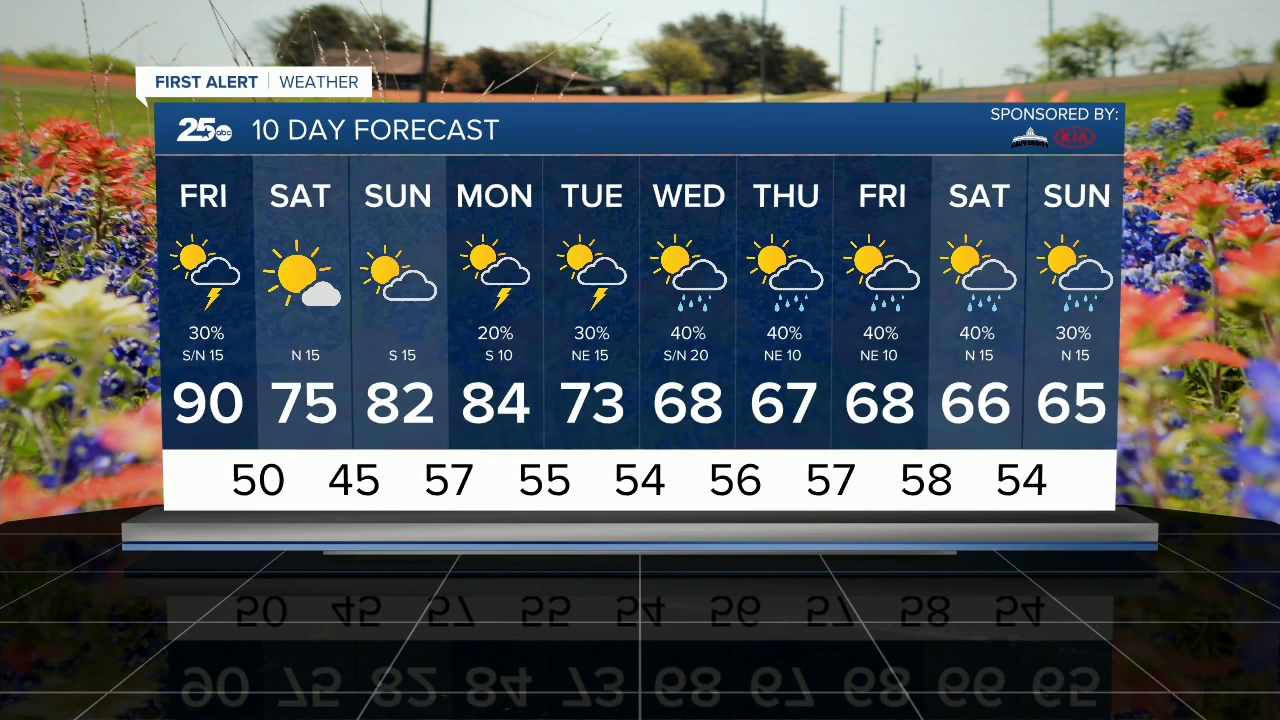 FIRST ALERT | WEATHER
25 abc 10 DAY FORECAST
SPONSORED BY:
UNIVERSITY KIA
FRI SAT SUN MON TUE WED THU FRI SAT SUN
30% 20% 30% 40% 40% 40% 40% 30%
S/N 15 N 15 S 15 S 10 NE 15 S/N 20 NE 10 NE 10 N 15 N 15
90 75 82 84 73 68 67 68 66 65
50 45 57 55 54 56 57 58 54